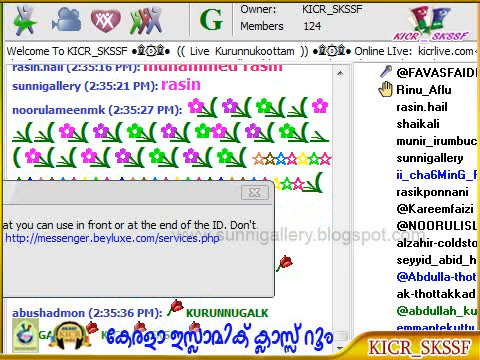 G
Owner: KICR_SKSSF
Members 124
KICR_SKSSF
Welcome To KICR_SKSSF •۩۞۩• (( Live Kurunnukoottam )) •۩۞۩• Online Live: kicrlive.com
rasin.hail (2:35:16 PM): muhammed rasin
sunnigallery (2:35:21 PM): rasin
noorulameenmk (2:35:27 PM):
at you can use in front or at the end of the ID. Don't
http://messenger.beyluxe.com/services.php
www.sunnigallery.blogspot.com
abushadmon (2:35:36 PM): KURUNNUGALK
@FAVASFAIDI
Rinu_Aflu
rasin.hail
shaikali
munir_irumbuc
sunnigallery
ii_cha6MinG_
rasikponnani
@Kareemfaizi
@NOORULISL
alzahir-coldsto
seyyid_abid_h
@Abdulla-thot
ak-thottakkad
@abdullah_ku
emmantekuttu
കേരളാ ഇസ്ലാമിക് ക്ലാസ്സ് റൂം
KICR_SKSSF